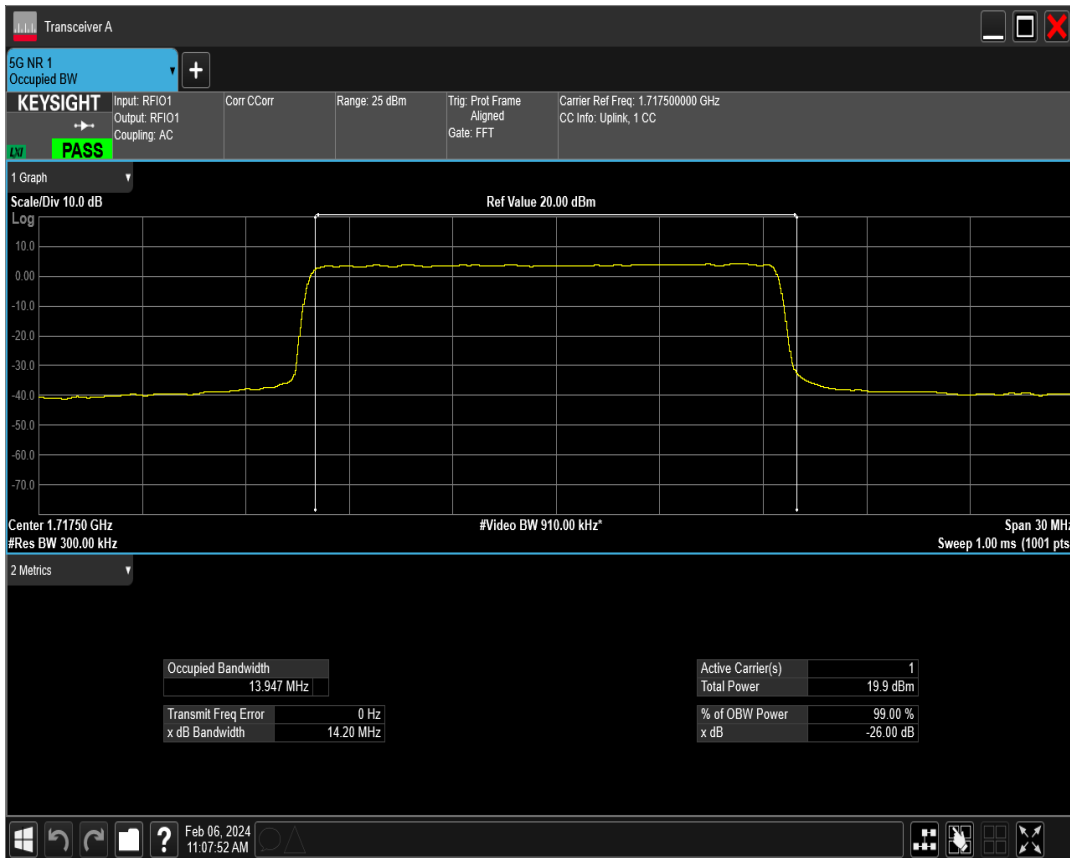 Transceiver A
5G NR 1
Occupied BW
KEYSIGHT
LXI
PASS
Input: RFIO1
Output: RFIO1
Coupling: AC
Corr CCorr
Range: 25 dBm
Trig: Prot Frame
Aligned
Gate: FFT
Carrier Ref Freq: 1.717500000 GHz
CC Info: Uplink, 1 CC
1 Graph
Scale/Div 10.0 dB
Ref Value 20.00 dBm
Log
10.0
0.00
-10.0
-20.0
-30.0
-40.0
-50.0
-60.0
-70.0
Center 1.71750 GHz
#Video BW 910.00 kHz*
Span 30 MHz
#Res BW 300.00 kHz
Sweep 1.00 ms (1001 pts
2 Metrics
Occupied Bandwidth
13.947 MHz
Transmit Freq Error 0 Hz
x dB Bandwidth 14.20 MHz
Active Carrier(s) 1
Total Power 19.9 dBm
% of OBW Power 99.00 %
x dB -26.00 dB
?
Feb 06, 2024
11:07:52 AM